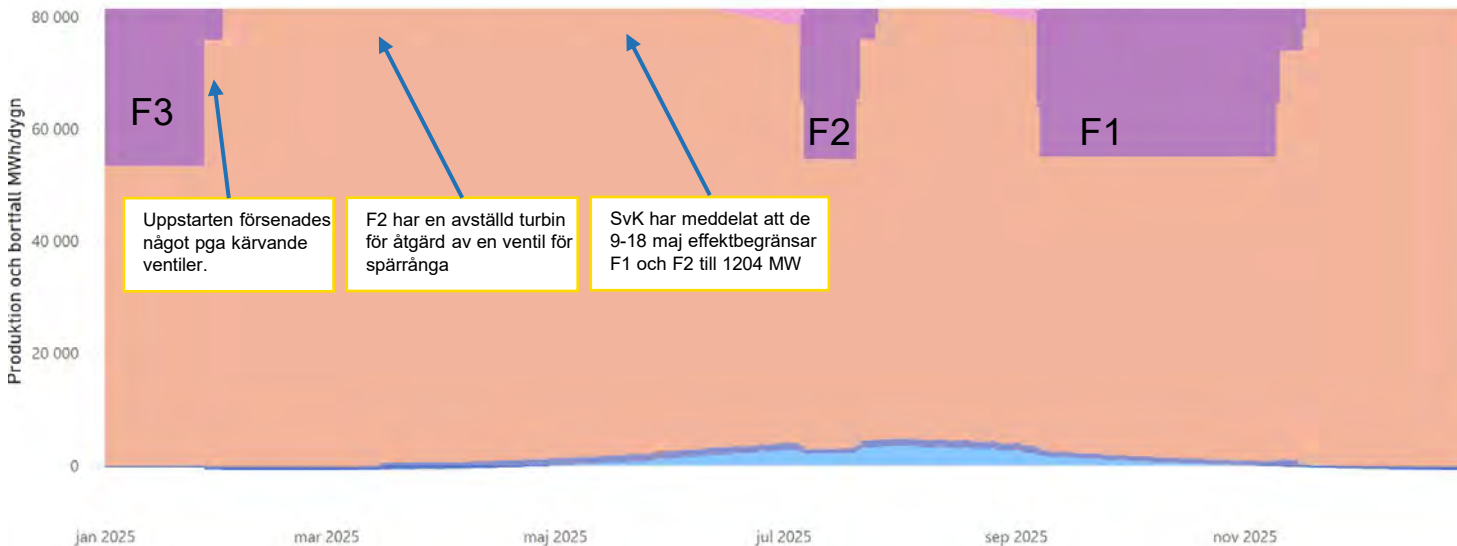 80 000
60 000
40 000
20 000
0
Produktion och bortfall MWh/dygn
F3
F2
F1
Uppstarten försenades
något pga kärvande
ventiler.
F2 har en avställd turbin
för åtgärd av en ventil för
spärrånga
SvK har meddelat att de
9-18 maj effektbegränsar
F1 och F2 till 1204 MW
jan 2025
mar 2025
maj 2025
jul 2025
sep 2025
nov 2025